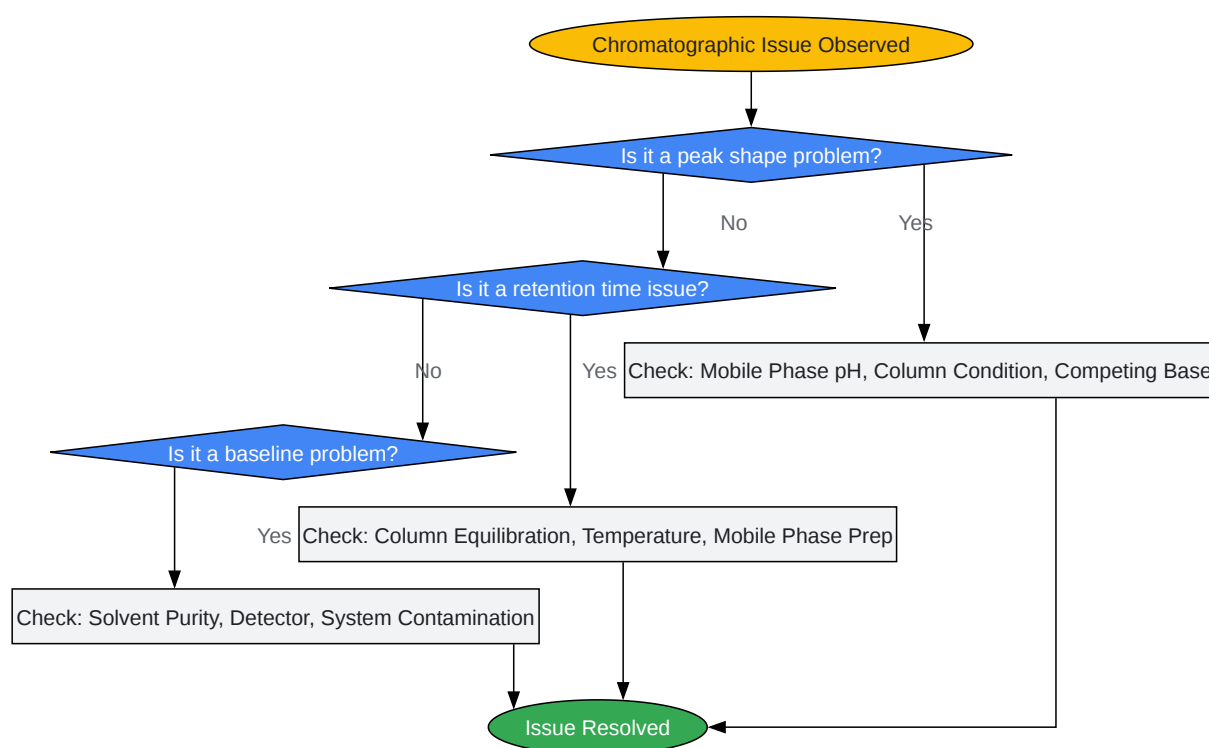 Chromatographic Issue Observed
Is it a peak shape problem?
No
Yes
Is it a retention time issue?
Check: Mobile Phase pH, Column Condition, Competing Base
No
Yes
Is it a baseline problem?
Yes
Check: Column Equilibration, Temperature, Mobile Phase Prep
Check: Solvent Purity, Detector, System Contamination
Issue Resolved